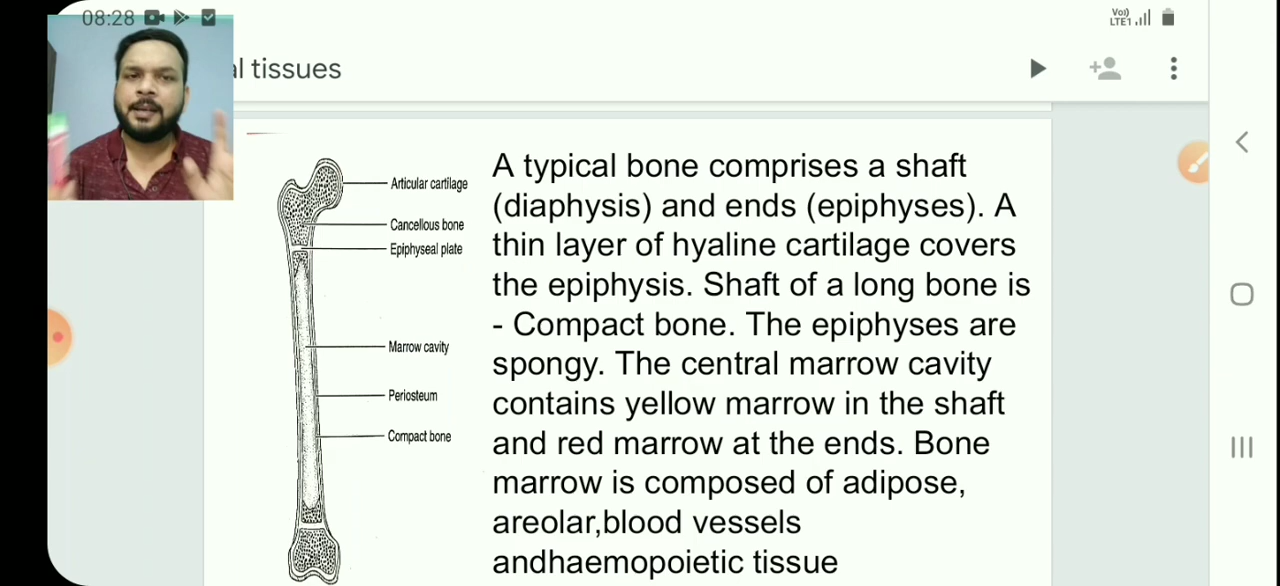 08:28
Vo)
LTE1
al tissues
Articular cartilage
Cancellous bone
Epiphyseal plate
Marrow cavity
Periosteum
Compact bone
A typical bone comprises a shaft
(diaphysis) and ends (epiphyses). A
thin layer of hyaline cartilage covers
the epiphysis. Shaft of a long bone is
- Compact bone. The epiphyses are
spongy. The central marrow cavity
contains yellow marrow in the shaft
and red marrow at the ends. Bone
marrow is composed of adipose,
areolar,blood vessels
andhaemopoietic tissue